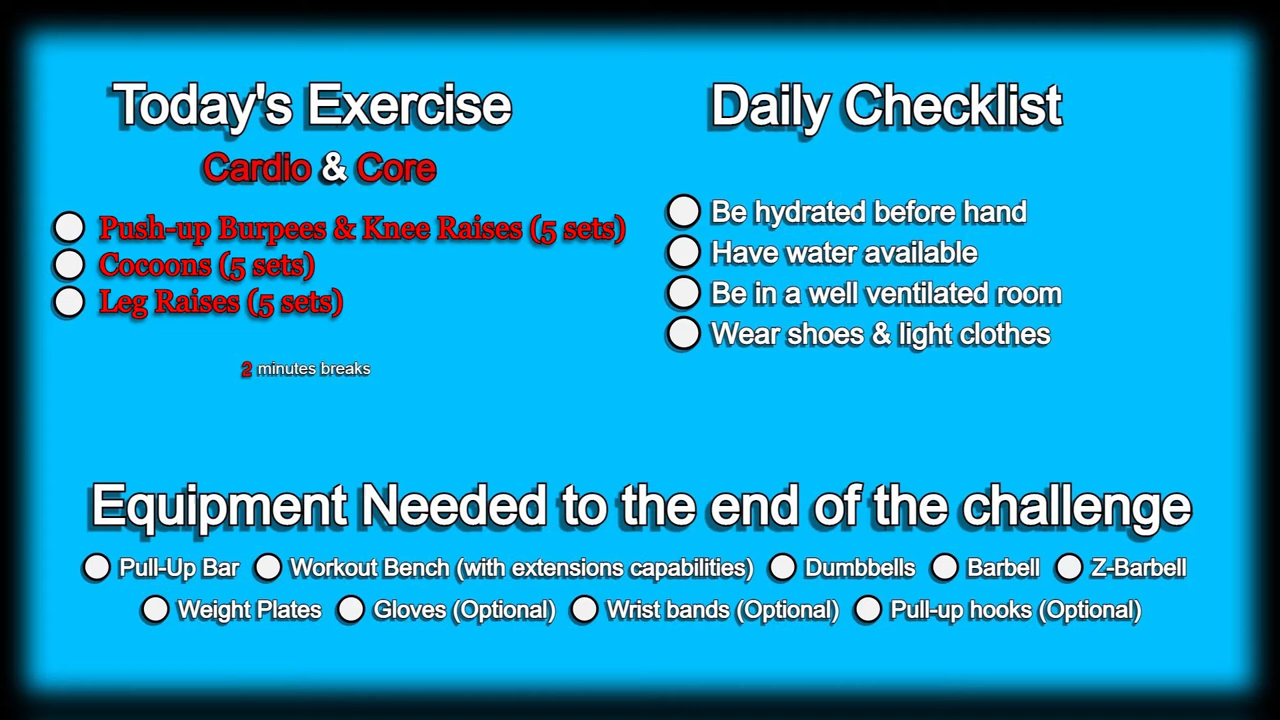 Today's Exercise
Cardio & Core
Push-up Burpees & Knee Raises (5 sets)
Cocoons (5 sets)
Leg Raises (5 sets)
2 minutes breaks
Daily Checklist
Be hydrated before hand
Have water available
Be in a well ventilated room
Wear shoes & light clothes
Equipment Needed to the end of the challenge
Pull-Up Bar Workout Bench (with extensions capabilities) Dumbbells Barbell Z-Barbell
Weight Plates Gloves (Optional) Wrist bands (Optional) Pull-up hooks (Optional)